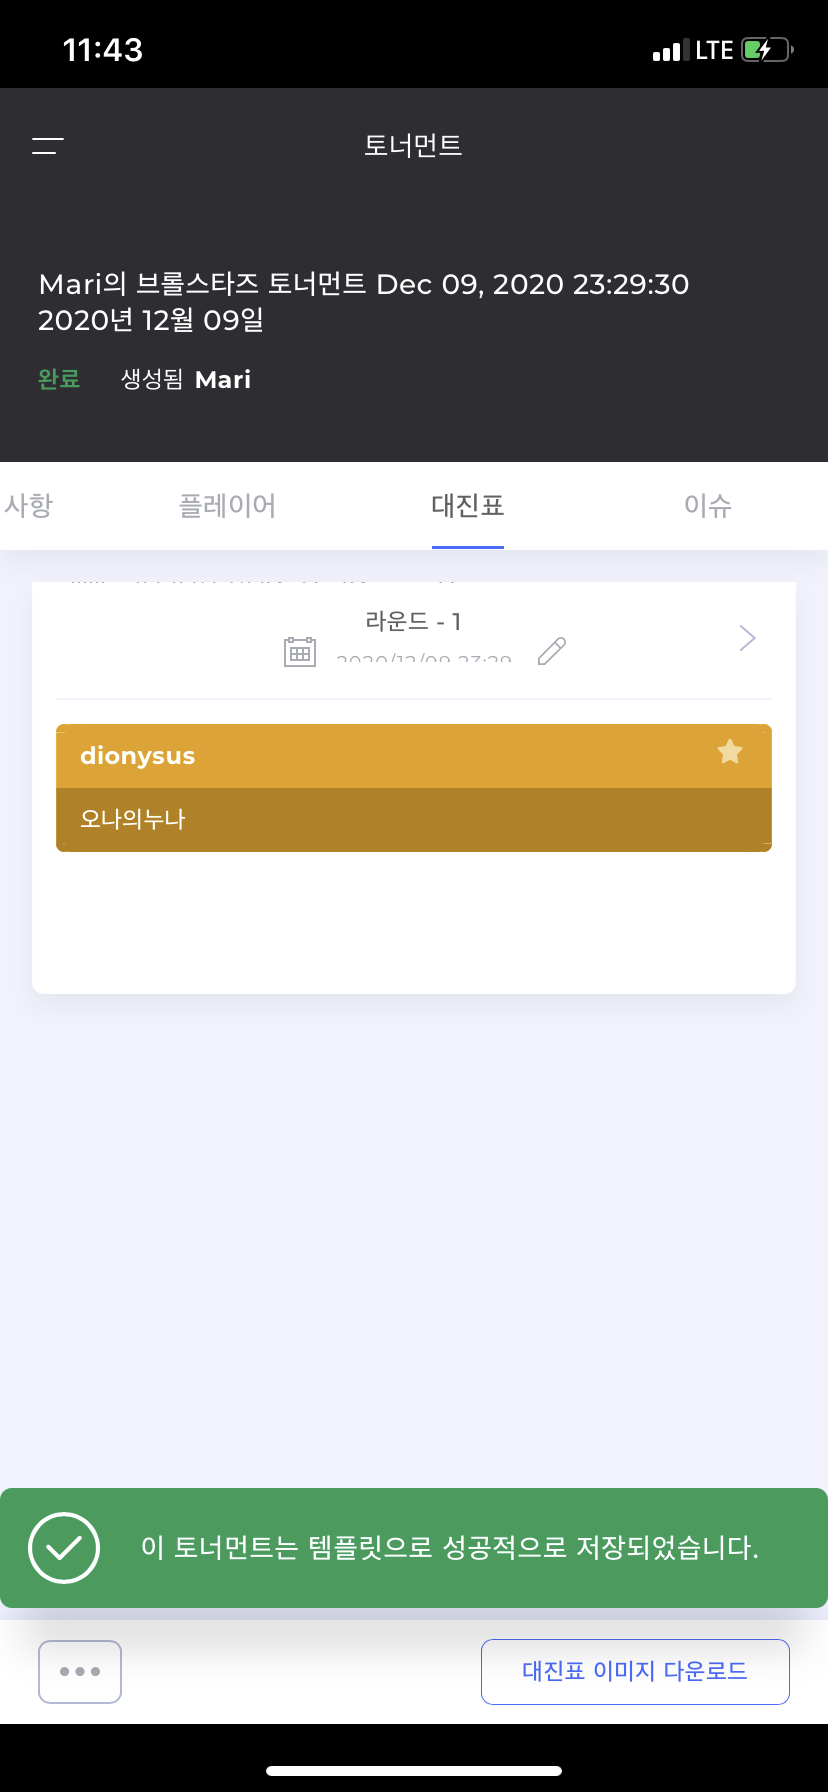 11:43
LTE
토너먼트
Mari의 브롤스타즈 토너먼트 Dec 09, 2020 23:29:30
2020년 12월 09일
완료 생성됨 Mari
사항 플레이어 대진표 이슈
라운드 - 1
2020/12/09 23:29
dionysus
오나의누나
이 토너먼트는 템플릿으로 성공적으로 저장되었습니다.
대진표 이미지 다운로드